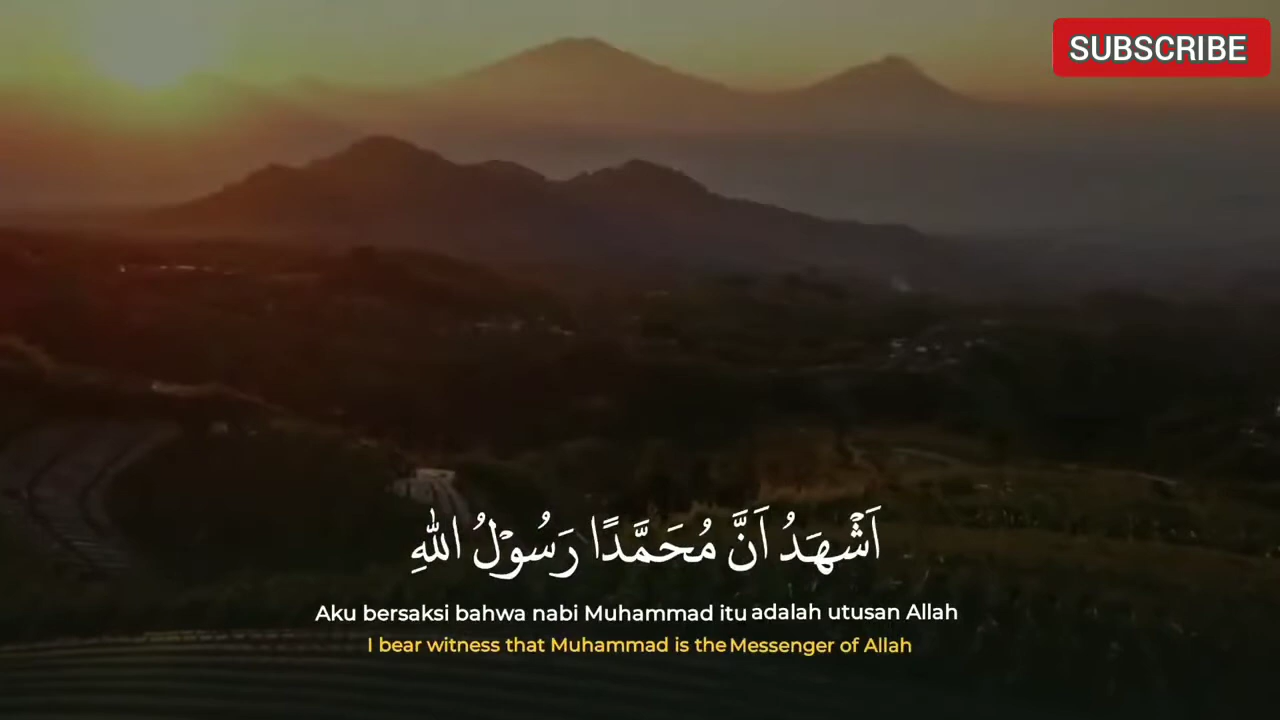 SUBSCRIBE
اَشْهَدُ اَنَّ مُحَمَّدًا رَسُوْلُ اللهِ
Aku bersaksi bahwa nabi Muhammad itu adalah utusan Allah
I bear witness that Muhammad is the Messenger of Allah